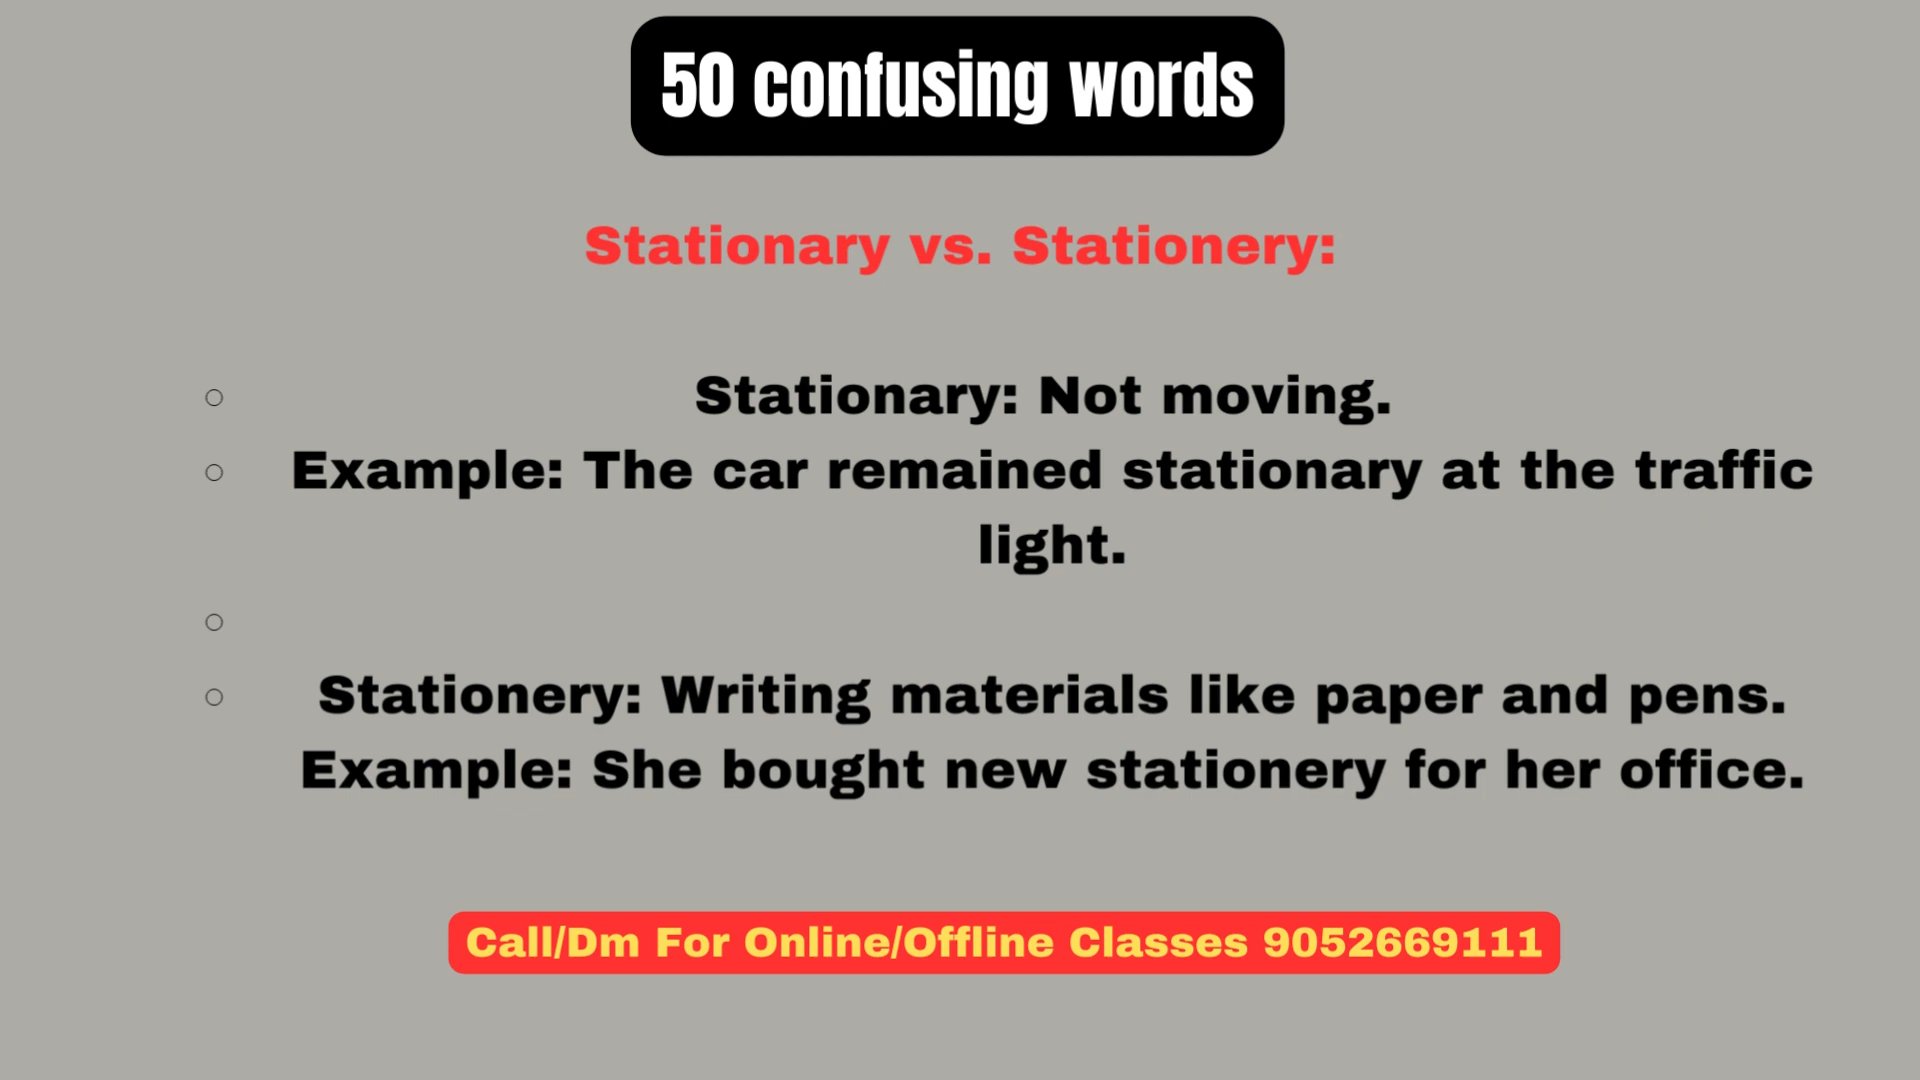 50 confusing words
Stationary vs. Stationery:
Stationary: Not moving.
Example: The car remained stationary at the traffic
light.
Stationery: Writing materials like paper and pens.
Example: She bought new stationery for her office.
Call/Dm For Online/Offline Classes 9052669111